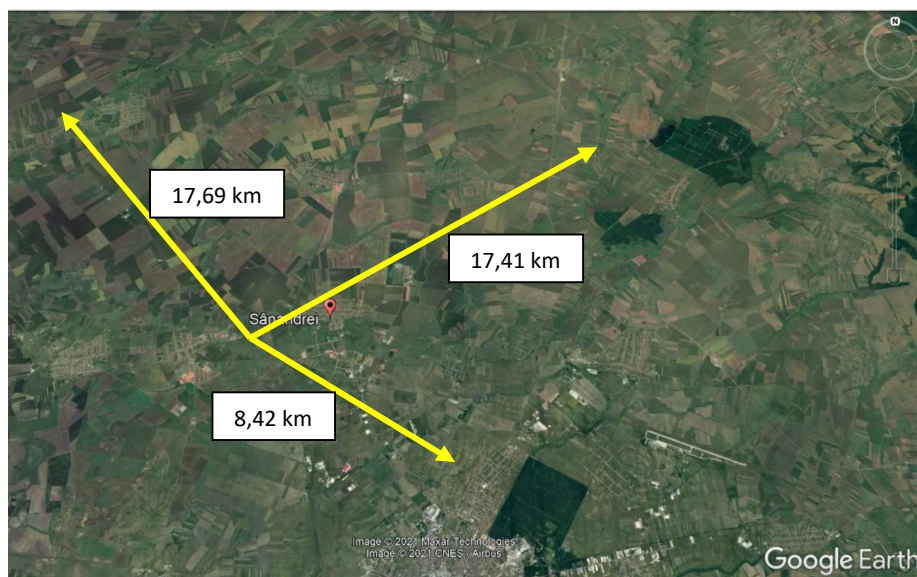 N
17,69 km
17,41 km
Sânandrei
8,42 km
Image © 2021 Maxar Technologies
Image © 2021 CNES / Airbus
Google Earth